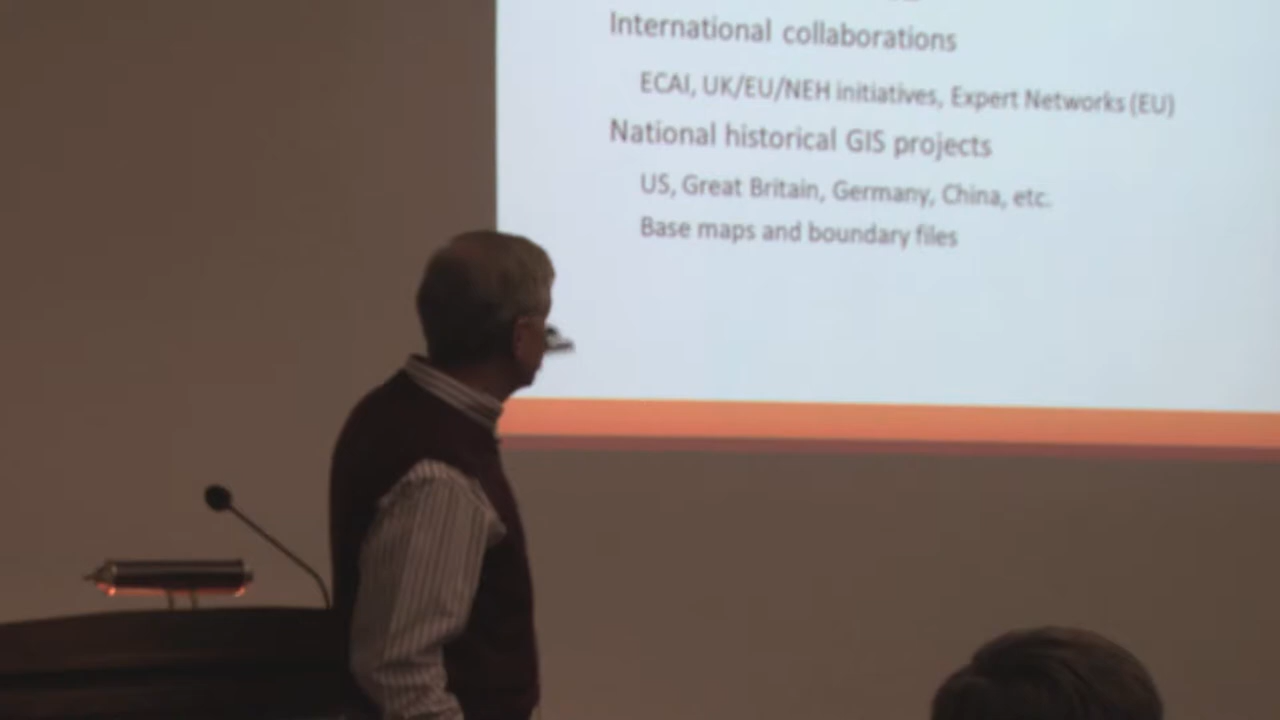 International collaborations
ECAI, UK/EU/NEH initiatives, Expert Networks (EU)
National historical GIS projects
US, Great Britain, Germany, China, etc.
Base maps and boundary files